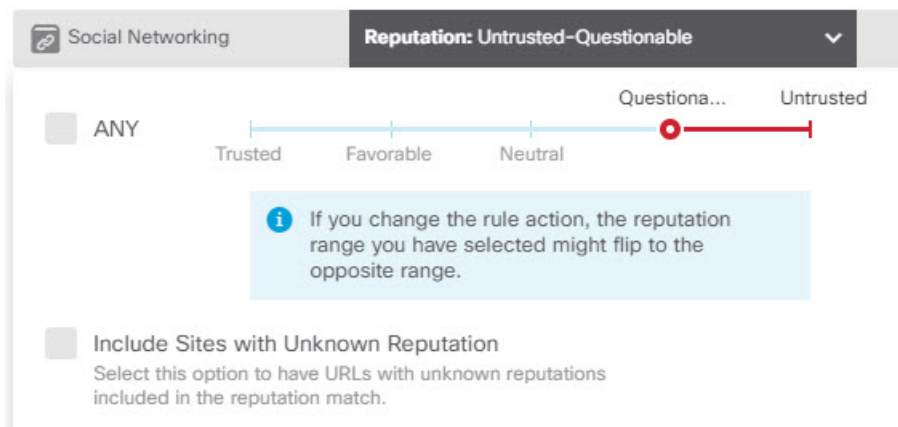 Social Networking
Reputation: Untrusted-Questionable
Questiona... Untrusted
ANY
Trusted Favorable Neutral
If you change the rule action, the reputation
range you have selected might flip to the
opposite range.
Include Sites with Unknown Reputation
Select this option to have URLs with unknown reputations
included in the reputation match.